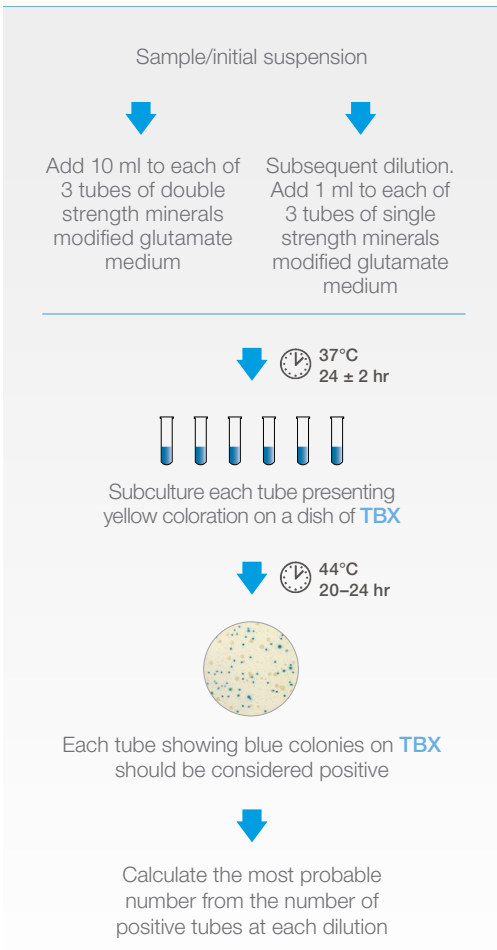 Sample/initial suspension
Add 10 ml to each of
3 tubes of double
strength minerals
modified glutamate
medium
Subsequent dilution.
Add 1 ml to each of
3 tubes of single
strength minerals
modified glutamate
medium
37°C
24 ± 2 hr
Subculture each tube presenting
yellow coloration on a dish of TBX
44°C
20–24 hr
Each tube showing blue colonies on TBX
should be considered positive
Calculate the most probable
number from the number of
positive tubes at each dilution